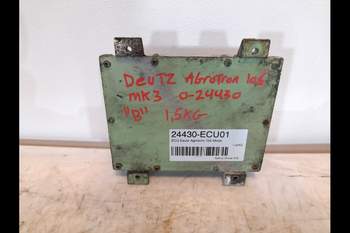 DEUTZ AGROTRON 106
MK3 0-24430
"B" 1,5KG
24430-ECU01